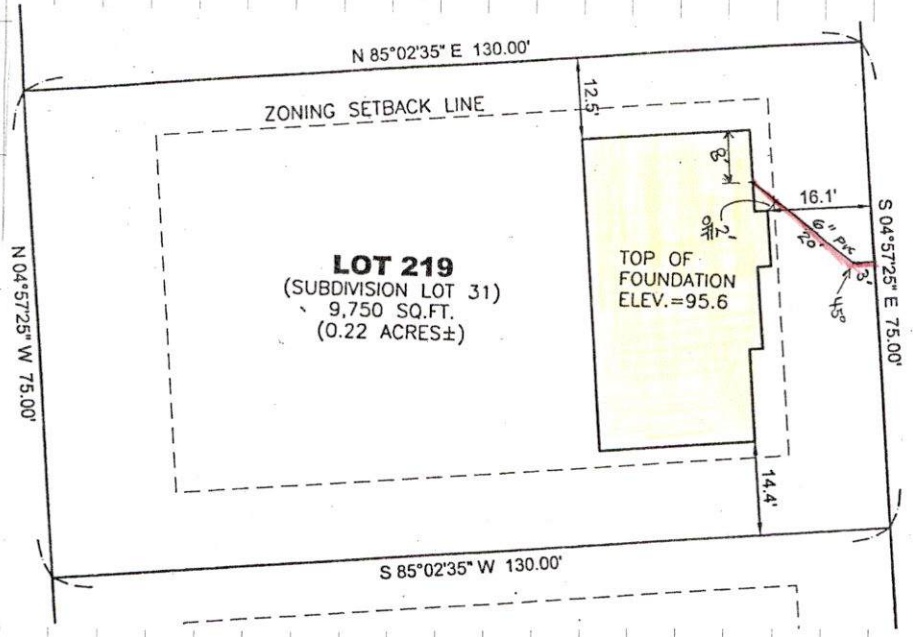 N 85°02'35" E 130.00'
ZONING SETBACK LINE
12.5'
8'
16.1'
2'
6" PVC
20'
3'
45°
S 04°57'25" E 75.00'
N 04°57'25" W 75.00'
LOT 219
(SUBDIVISION LOT 31)
9,750 SQ.FT.
(0.22 ACRES±)
TOP OF
FOUNDATION
ELEV.=95.6
14.4'
S 85°02'35" W 130.00'